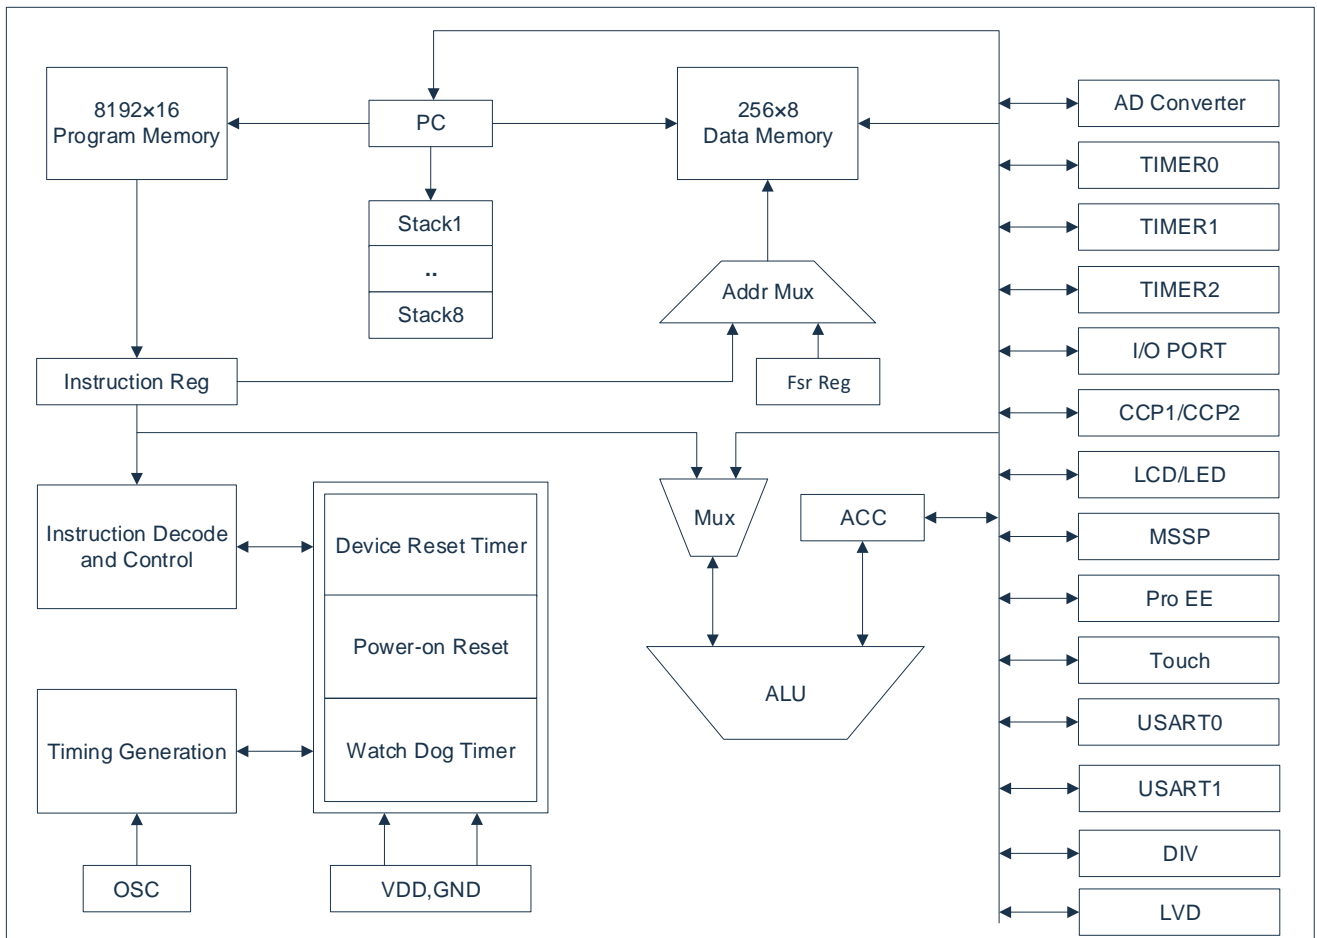 8192×16
Program Memory
PC
256×8
Data Memory
Stack1
..
Stack8
Addr Mux
Instruction Reg
Fsr Reg
Mux
ACC
Instruction Decode
and Control
Device Reset Timer
Power-on Reset
ALU
Timing Generation
Watch Dog Timer
OSC
VDD,GND
AD Converter
TIMER0
TIMER1
TIMER2
I/O PORT
CCP1/CCP2
LCD/LED
MSSP
Pro EE
Touch
USART0
USART1
DIV
LVD